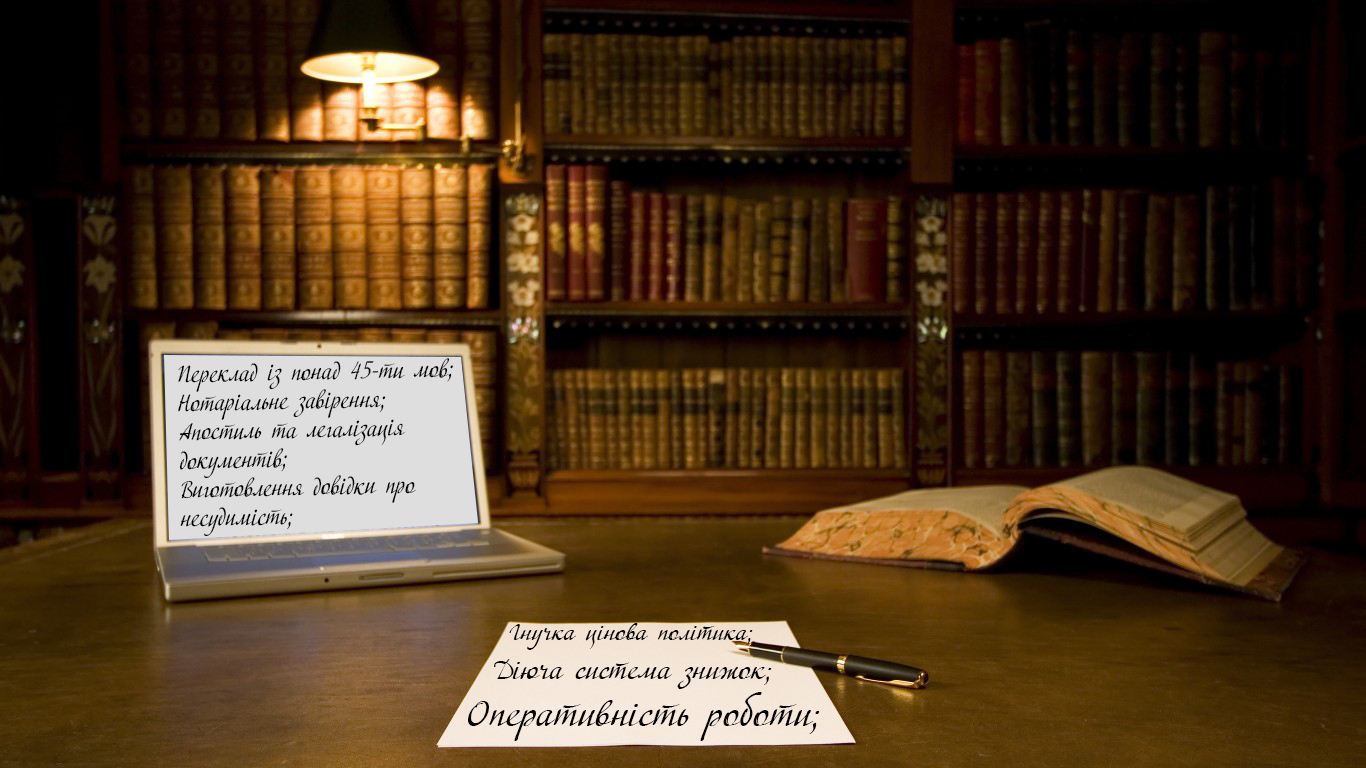 Переклад із понад 45-ти мов;
Нотаріальне завірення;
Апостиль та легалізація
документів;
Виготовлення довідки про
несудимість;
Гнучка цінова політика;
Діюча система знижок;
Оперативність роботи;